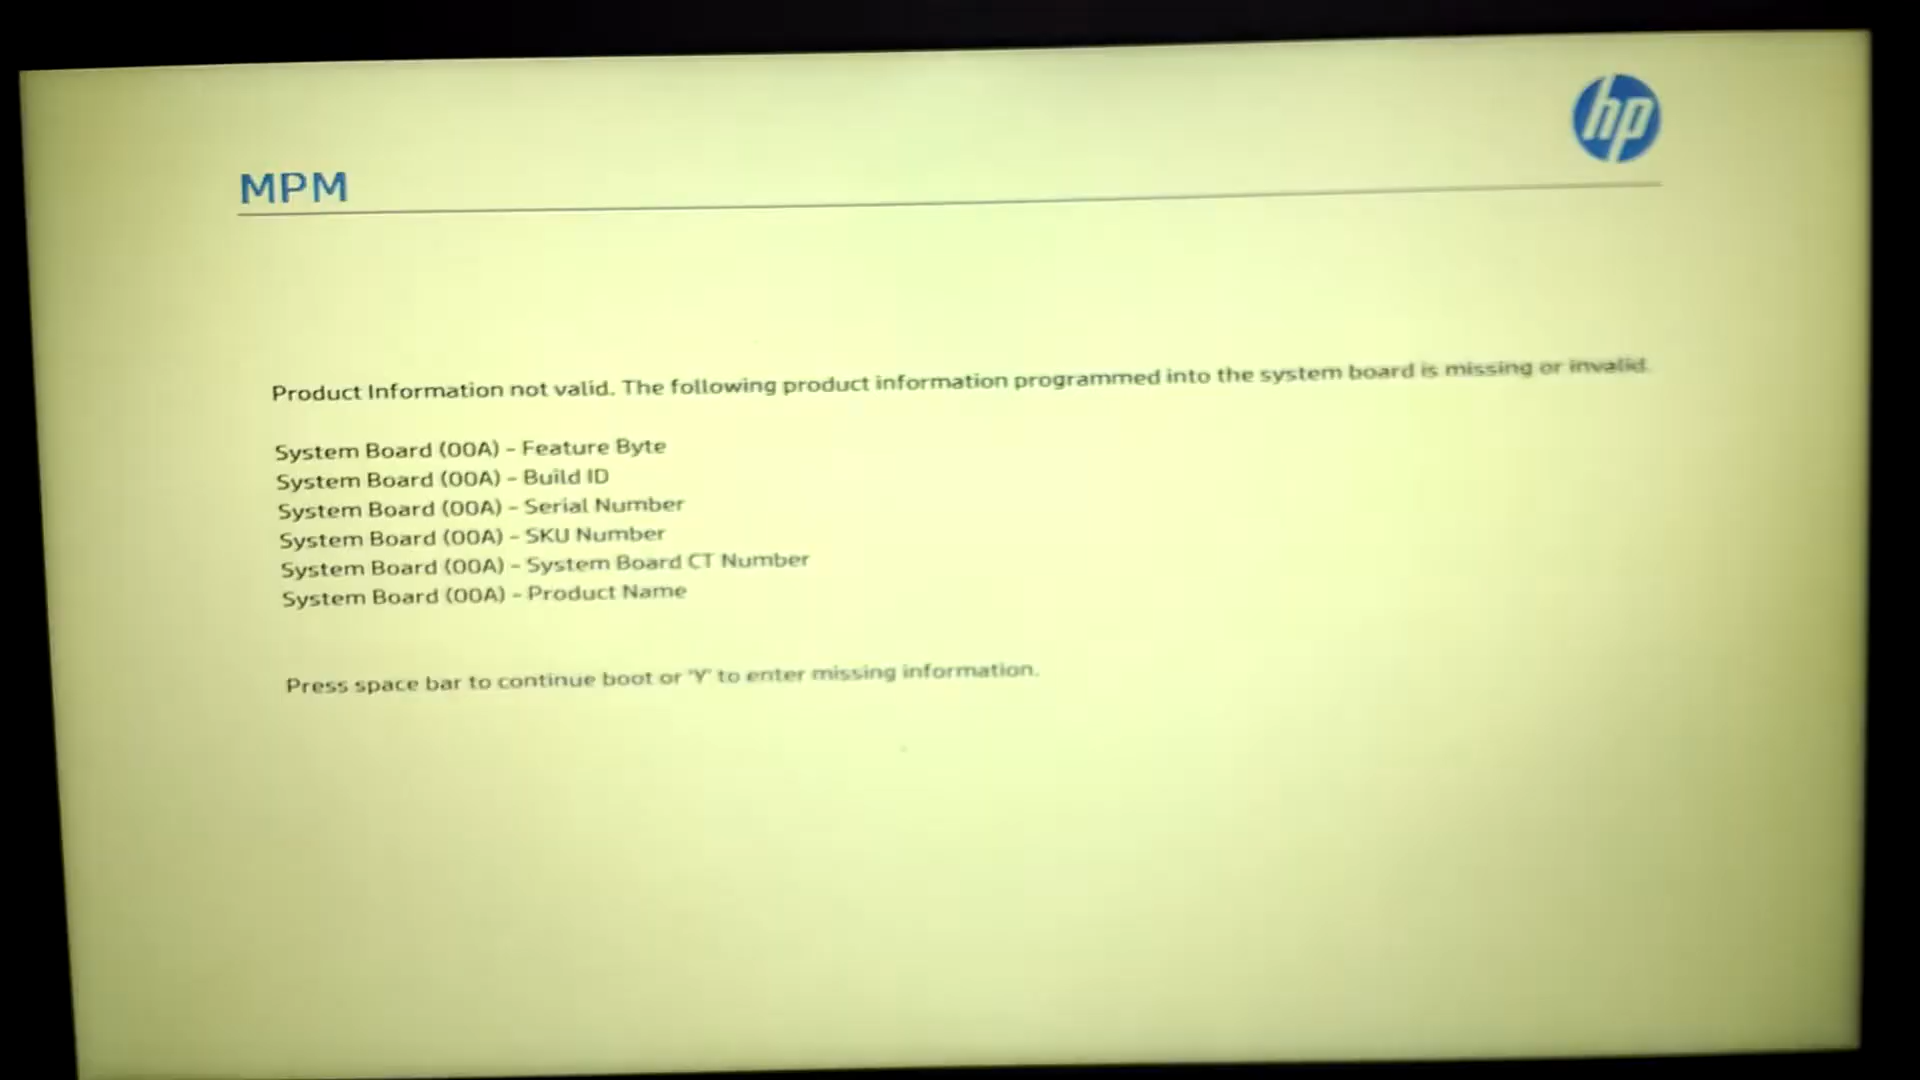 hp
MPM
Product Information not valid. The following product information programmed into the system board is missing or invalid.
System Board (00A) - Feature Byte
System Board (00A) - Build ID
System Board (00A) - Serial Number
System Board (00A) - SKU Number
System Board (00A) - System Board CT Number
System Board (00A) - Product Name
Press space bar to continue boot or 'Y' to enter missing information.